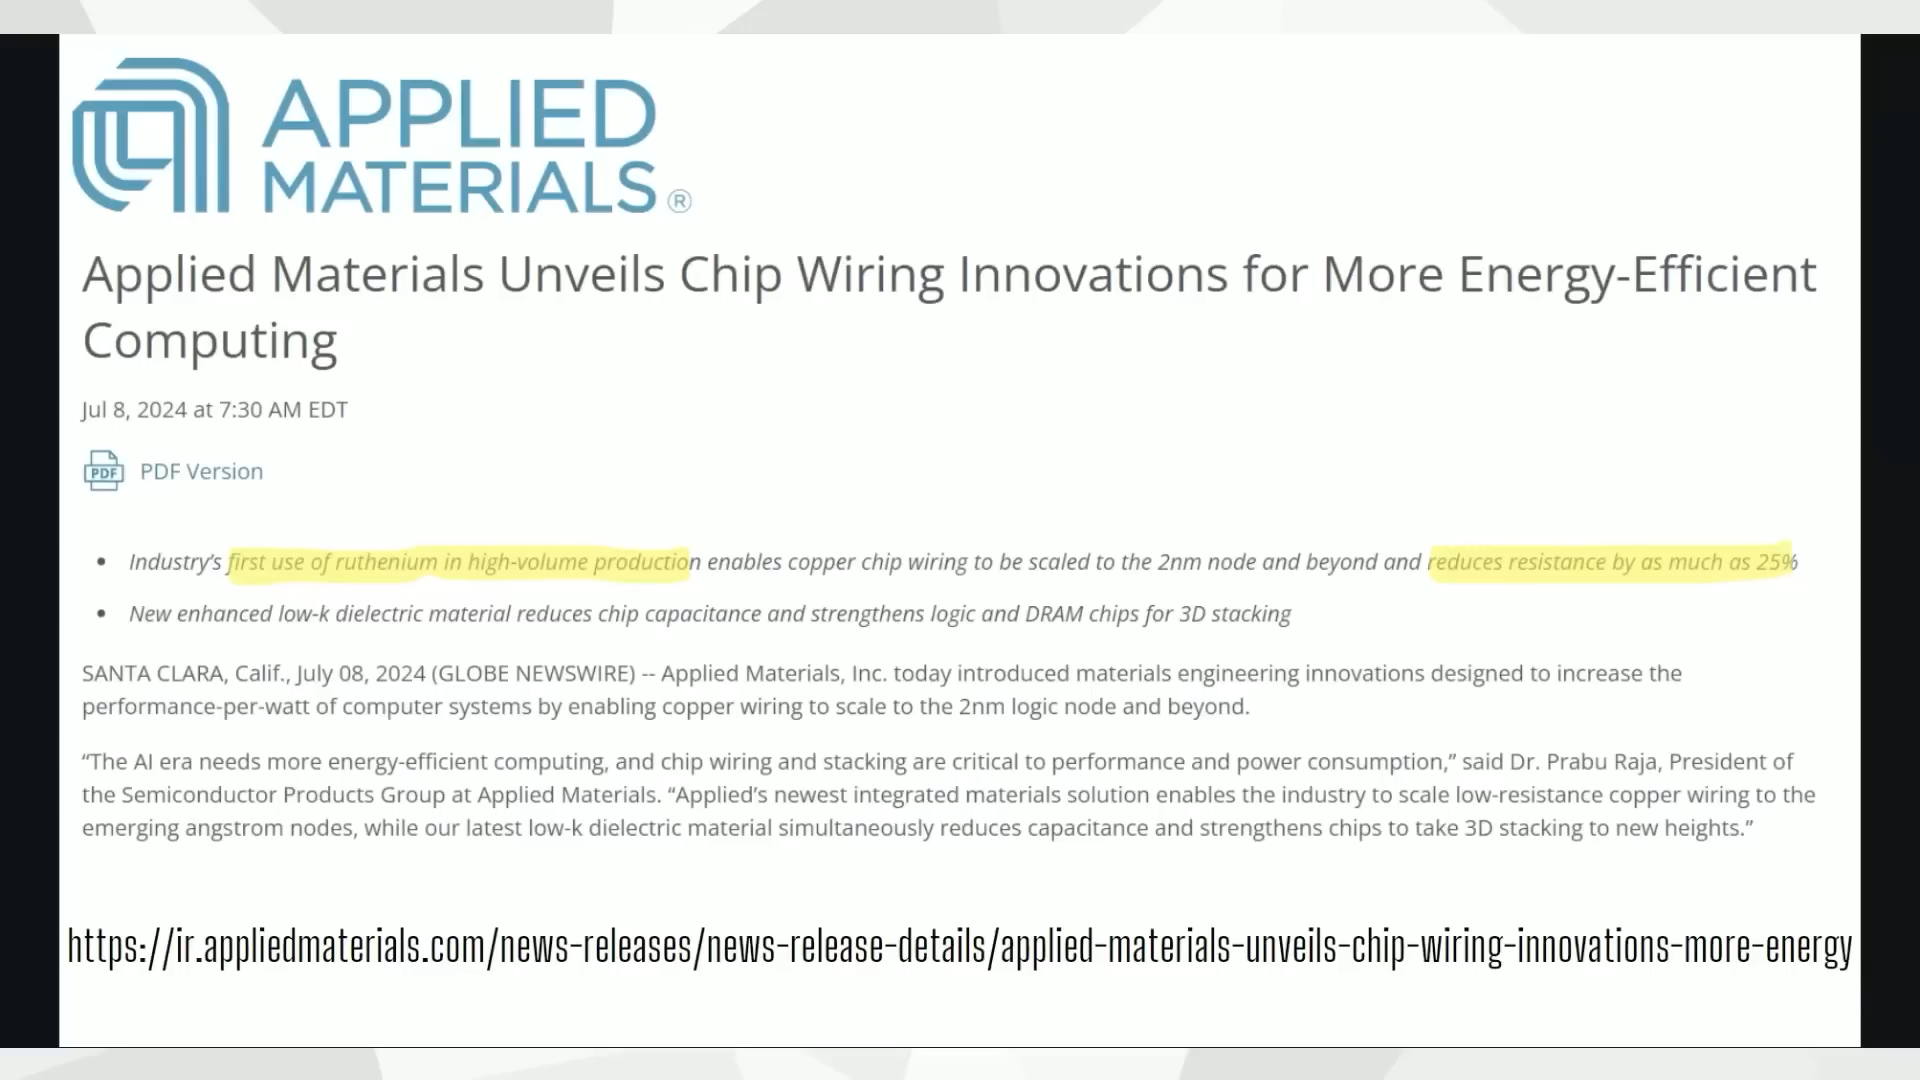 APPLIED
MATERIALS®
Applied Materials Unveils Chip Wiring Innovations for More Energy-Efficient
Computing
Jul 8, 2024 at 7:30 AM EDT
PDF PDF Version
• Industry’s first use of ruthenium in high-volume production enables copper chip wiring to be scaled to the 2nm node and beyond and reduces resistance by as much as 25%
• New enhanced low-k dielectric material reduces chip capacitance and strengthens logic and DRAM chips for 3D stacking
SANTA CLARA, Calif., July 08, 2024 (GLOBE NEWSWIRE) -- Applied Materials, Inc. today introduced materials engineering innovations designed to increase the
performance-per-watt of computer systems by enabling copper wiring to scale to the 2nm logic node and beyond.
“The AI era needs more energy-efficient computing, and chip wiring and stacking are critical to performance and power consumption,” said Dr. Prabu Raja, President of
the Semiconductor Products Group at Applied Materials. “Applied’s newest integrated materials solution enables the industry to scale low-resistance copper wiring to the
emerging angstrom nodes, while our latest low-k dielectric material simultaneously reduces capacitance and strengthens chips to take 3D stacking to new heights.”
https://ir.appliedmaterials.com/news-releases/news-release-details/applied-materials-unveils-chip-wiring-innovations-more-energy